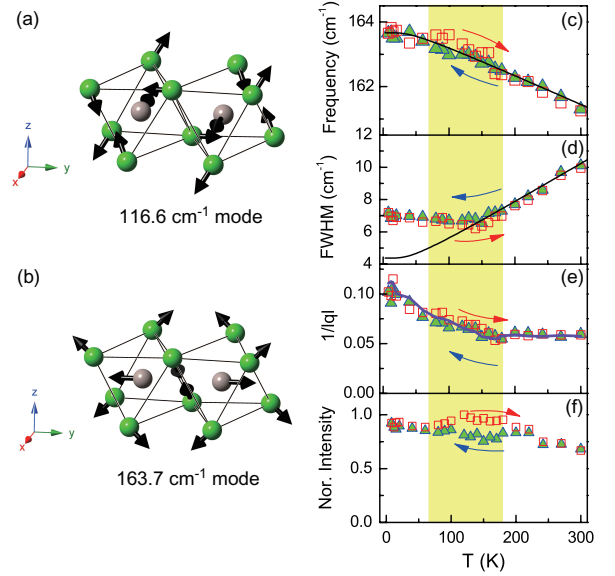 (a)
z
y
x
116.6 cm⁻¹ mode
(b)
z
y
x
163.7 cm⁻¹ mode
(c)
Frequency (cm⁻¹)
164
162
12
(d)
FWHM (cm⁻¹)
10
8
6
4
(e)
1/|q|
0.10
0.05
0.00
(f)
Nor. Intensity
1.0
0.5
0.0
0 100 200 300
T (K)